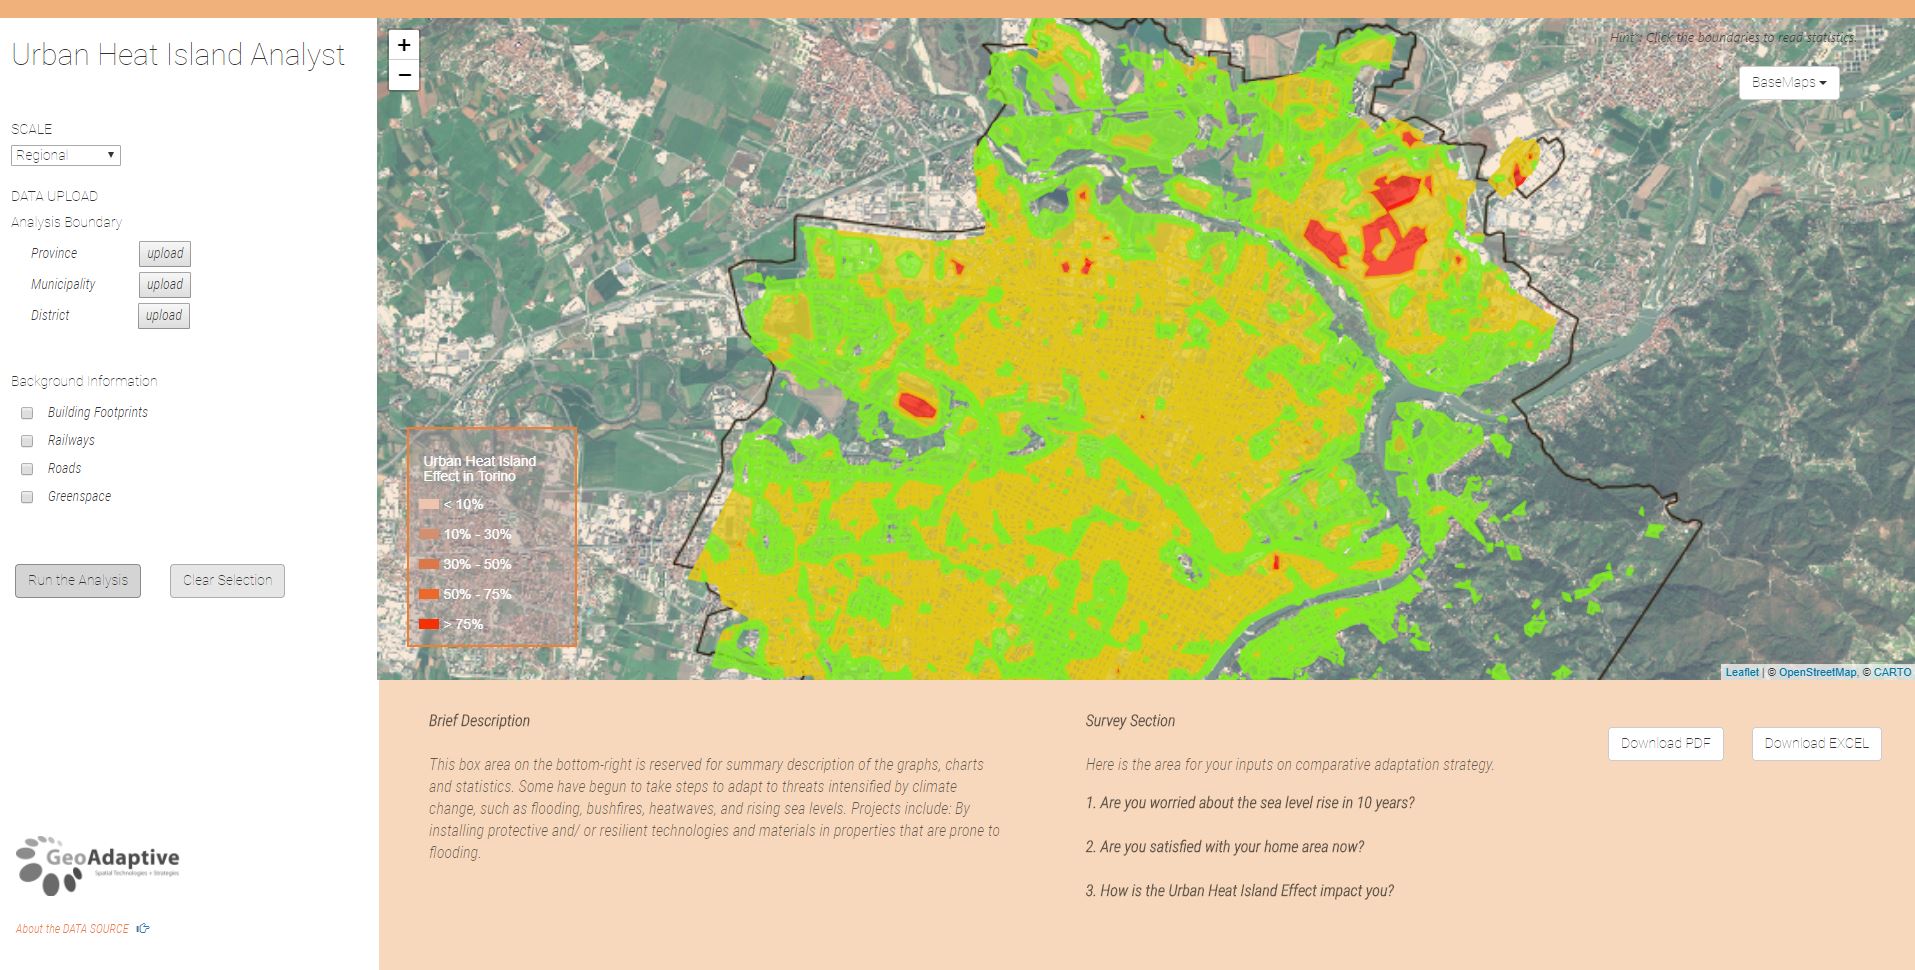 Urban Heat Island Analyst
SCALE
Regional
DATA UPLOAD
Analysis Boundary
Province upload
Municipality upload
District upload
Background Information
Building Footprints
Railways
Roads
Greenspace
Run the Analysis Clear Selection
GeoAdaptive
Spatial Technologies + Strategies
About the DATA SOURCE
+
−
Hint : Click the boundaries to read statistics.
BaseMaps
Urban Heat Island
Effect in Torino
< 10%
10% - 30%
30% - 50%
50% - 75%
> 75%
Leaflet | © OpenStreetMap, © CARTO
Brief Description
This box area on the bottom-right is reserved for summary description of the graphs, charts
and statistics. Some have begun to take steps to adapt to threats intensified by climate
change, such as flooding, bushfires, heatwaves, and rising sea levels. Projects include: By
installing protective and/ or resilient technologies and materials in properties that are prone to
flooding.
Survey Section
Here is the area for your inputs on comparative adaptation strategy.
1. Are you worried about the sea level rise in 10 years?
2. Are you satisfied with your home area now?
3. How is the Urban Heat Island Effect impact you?
Download PDF Download EXCEL